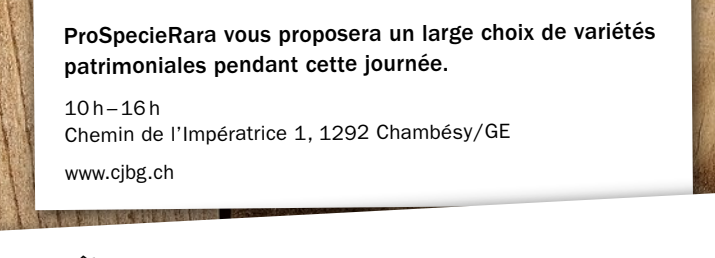 ProSpecieRara vous proposera un large choix de variétés
patrimoniales pendant cette journée.
10 h – 16 h
Chemin de l’Impératrice 1, 1292 Chambésy/GE
www.cjbg.ch